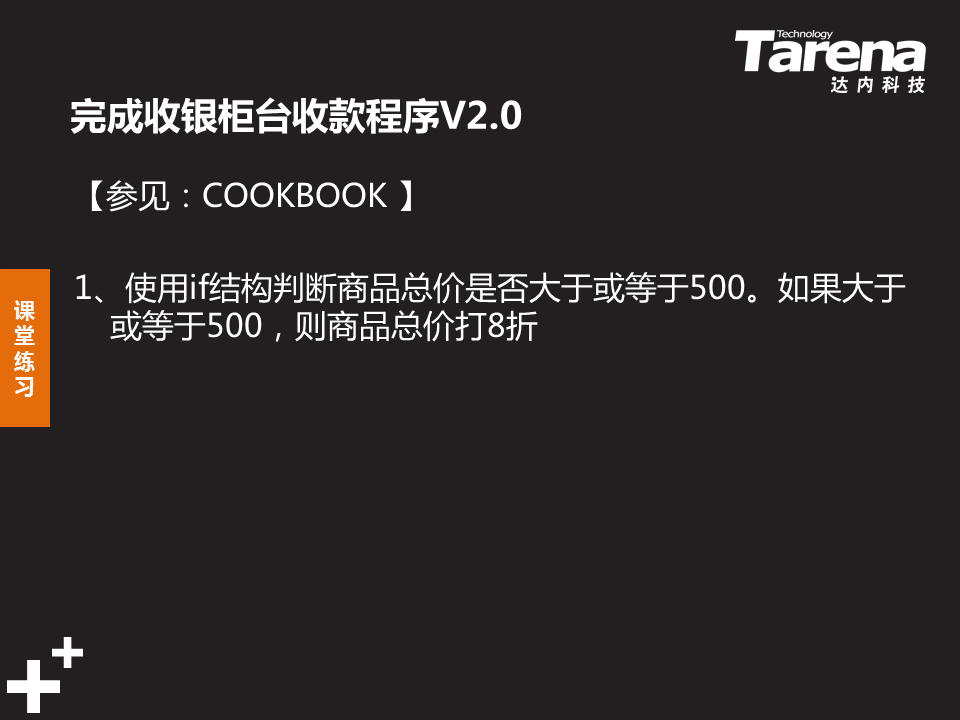 Technology
Tarena
达内科技
完成收银柜台收款程序V2.0
【参见：COOKBOOK 】
1、使用if结构判断商品总价是否大于或等于500。如果大于
或等于500，则商品总价打8折
课
堂
练
习